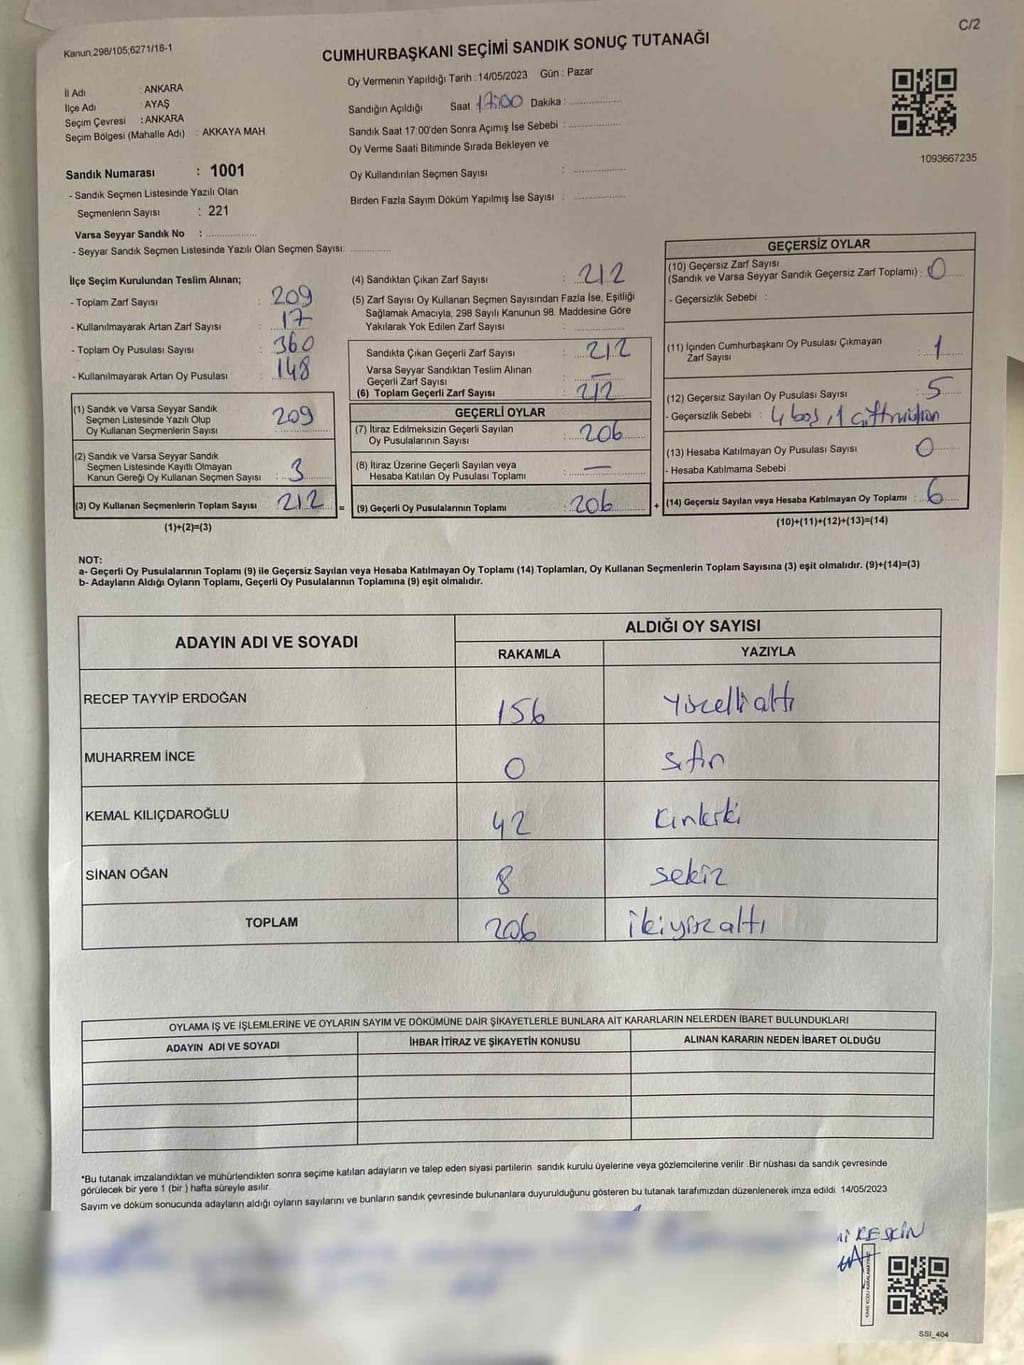 C/2
Kanun;298/105;6271/18-1
CUMHURBAŞKANI SEÇİMİ SANDIK SONUÇ TUTANAĞI
İl Adı : ANKARA
İlçe Adı : AYAŞ
Seçim Çevresi : ANKARA
Seçim Bölgesi (Mahalle Adı) : AKKAYA MAH.
Oy Vermenin Yapıldığı Tarih : 14/05/2023 Gün : Pazar
Sandığın Açıldığı Saat 17:00 Dakika :
Sandık Saat 17:00'den Sonra Açımış İse Sebebi :
Oy Verme Saati Bitiminde Sırada Bekleyen ve
Oy Kullandırılan Seçmen Sayısı :
Birden Fazla Sayım Döküm Yapılmış İse Sayısı :
1093667235
Sandık Numarası : 1001
- Sandık Seçmen Listesinde Yazılı Olan
Seçmenlerin Sayısı : 221
Varsa Seyyar Sandık No :
- Seyyar Sandık Seçmen Listesinde Yazılı Olan Seçmen Sayısı:
İlçe Seçim Kurulundan Teslim Alınan;
- Toplam Zarf Sayısı : 209
- Kullanılmayarak Artan Zarf Sayısı : 17
- Toplam Oy Pusulası Sayısı : 360
- Kullanılmayarak Artan Oy Pusulası : 148
(1) Sandık ve Varsa Seyyar Sandık
Seçmen Listesinde Yazılı Olup
Oy Kullanan Seçmenlerin Sayısı : 209
(2) Sandık ve Varsa Seyyar Sandık
Seçmen Listesinde Kayıtlı Olmayan
Kanun Gereği Oy Kullanan Seçmen Sayısı : 3
(3) Oy Kullanan Seçmenlerin Toplam Sayısı : 212 =
(1)+(2)=(3)
(4) Sandıktan Çıkan Zarf Sayısı : 212
(5) Zarf Sayısı Oy Kullanan Seçmen Sayısından Fazla İse, Eşitliği
Sağlamak Amacıyla, 298 Sayılı Kanunun 98. Maddesine Göre
Yakılarak Yok Edilen Zarf Sayısı :
Sandıkta Çıkan Geçerli Zarf Sayısı : 212
Varsa Seyyar Sandıktan Teslim Alınan
Geçerli Zarf Sayısı : —
(6) Toplam Geçerli Zarf Sayısı : 212
GEÇERLİ OYLAR
(7) İtiraz Edilmeksizin Geçerli Sayılan
Oy Pusulalarının Sayısı : 206
(8) İtiraz Üzerine Geçerli Sayılan veya
Hesaba Katılan Oy Pusulası Toplamı : —
(9) Geçerli Oy Pusulalarının Toplamı : 206 +
GEÇERSİZ OYLAR
(10) Geçersiz Zarf Sayısı
(Sandık ve Varsa Seyyar Sandık Geçersiz Zarf Toplamı) : 0
- Geçersizlik Sebebi :
(11) İçinden Cumhurbaşkanı Oy Pusulası Çıkmayan
Zarf Sayısı : 1
(12) Geçersiz Sayılan Oy Pusulası Sayısı : 5
- Geçersizlik Sebebi : 4 boş, 1 çift
(13) Hesaba Katılmayan Oy Pusulası Sayısı : 0
- Hesaba Katılmama Sebebi :
(14) Geçersiz Sayılan veya Hesaba Katılmayan Oy Toplamı : 6
(10)+(11)+(12)+(13)=(14)
NOT:
a- Geçerli Oy Pusulalarının Toplamı (9) ile Geçersiz Sayılan veya Hesaba Katılmayan Oy Toplamı (14) Toplamları, Oy Kullanan Seçmenlerin Toplam Sayısına (3) eşit olmalıdır. (9)+(14)=(3)
b- Adayların Aldığı Oyların Toplamı, Geçerli Oy Pusulalarının Toplamına (9) eşit olmalıdır.
ADAYIN ADI VE SOYADI
ALDIĞI OY SAYISI
RAKAMLA YAZIYLA
RECEP TAYYİP ERDOĞAN 156 Yüzellialtı
MUHARREM İNCE 0 sıfır
KEMAL KILIÇDAROĞLU 42 Kırkiki
SİNAN OĞAN 8 sekiz
TOPLAM 206 ikiyüzaltı
OYLAMA İŞ VE İŞLEMLERİNE VE OYLARIN SAYIM VE DÖKÜMÜNE DAİR ŞİKAYETLERLE BUNLARA AİT KARARLARIN NELERDEN İBARET BULUNDUKLARI
ADAYIN ADI VE SOYADI İHBAR İTİRAZ VE ŞİKAYETİN KONUSU ALINAN KARARIN NEDEN İBARET OLDUĞU
*Bu tutanak imzalandıktan ve mühürlendikten sonra seçime katılan adayların ve talep eden siyasi partilerin sandık kurulu üyelerine veya gözlemcilerine verilir. Bir nüshası da sandık çevresinde
görülecek bir yere 1 (bir) hafta süreyle asılır.
Sayım ve döküm sonucunda adayların aldığı oyların sayılarını ve bunların sandık çevresinde bulunanlara duyurulduğunu gösteren bu tutanak tarafımızdan düzenlenerek imza edildi. 14/05/2023
KESKİN
SSI_404